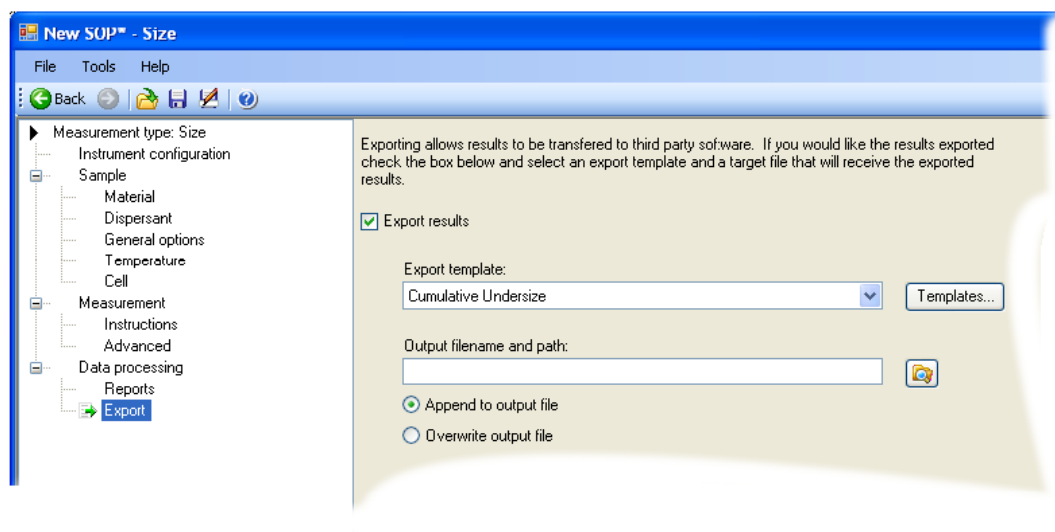 New SOP* - Size
File Tools Help
Back
Measurement type: Size
Instrument configuration
Sample
Material
Dispersant
General options
Temperature
Cell
Measurement
Instructions
Advanced
Data processing
Reports
Export
Exporting allows results to be transfered to third party software. If you would like the results exported
check the box below and select an export template and a target file that will receive the exported
results.
Export results
Export template:
Cumulative Undersize
Templates...
Output filename and path:
Append to output file
Overwrite output file